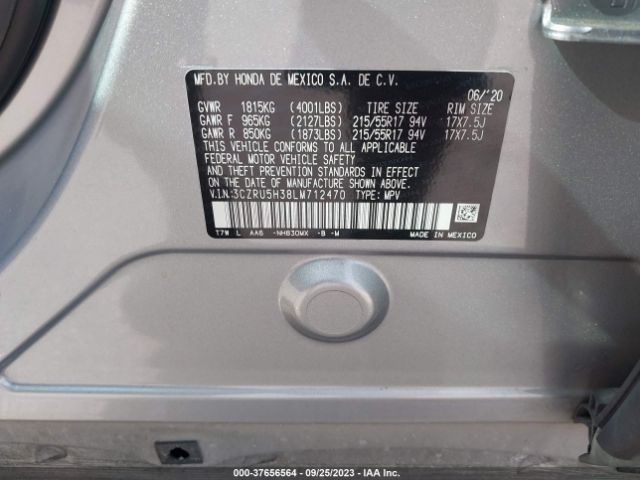 MFD.BY HONDA DE MEXICO S.A. DE C.V.
06/'20
GVWR 1815KG (4001LBS) TIRE SIZE RIM SIZE
GAWR F 965KG (2127LBS) 215/55R17 94V 17X7.5J
GAWR R 850KG (1873LBS) 215/55R17 94V 17X7.5J
THIS VEHICLE CONFORMS TO ALL APPLICABLE
FEDERAL MOTOR VEHICLE SAFETY
AND THEFT PREVENTION STANDARDS IN EFFECT
ON THE DATE OF MANUFACTURE SHOWN ABOVE.
V.I.N:3CZRU5H38LM712470 TYPE: MPV
T7W L AA6 -NH830MX -B -M MADE IN MEXICO
000-37656564 - 09/25/2023 - IAA Inc.